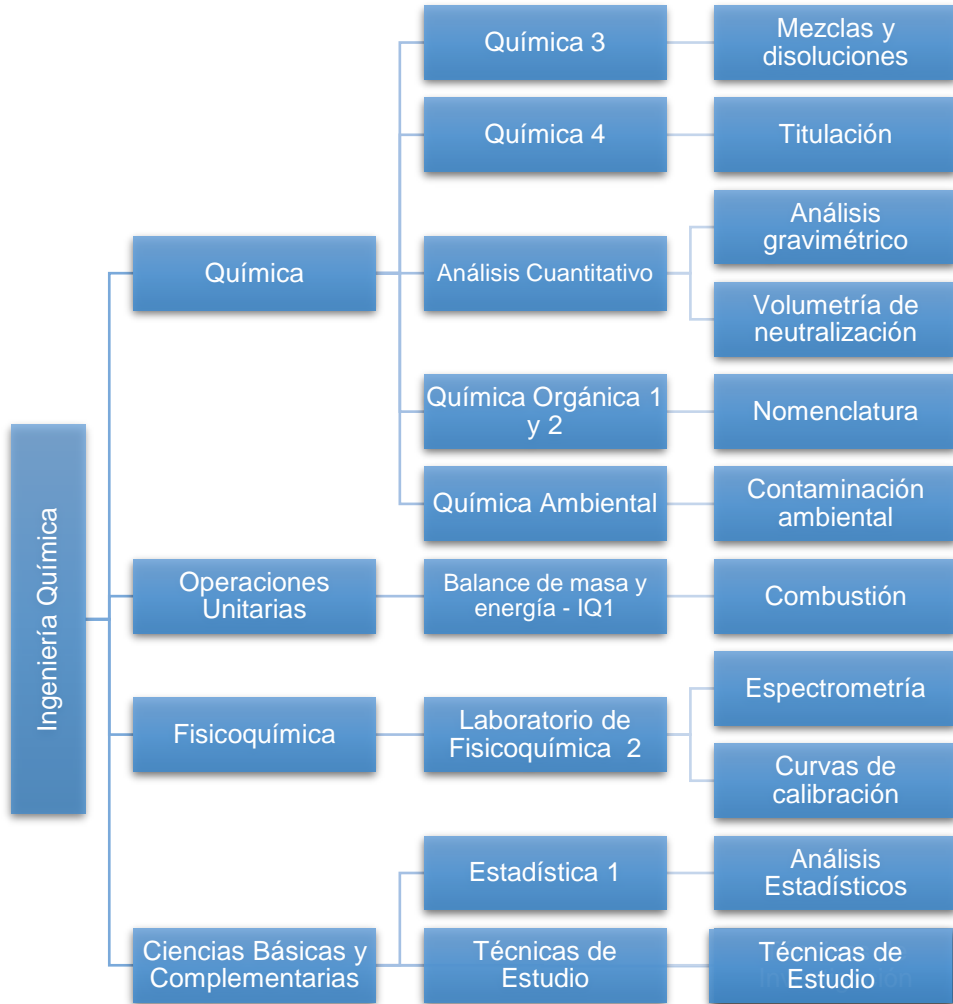 Ingeniería Química
Química
Química 3
Mezclas y
disoluciones
Química 4
Titulación
Análisis Cuantitativo
Análisis
gravimétrico
Volumetría de
neutralización
Química Orgánica 1
y 2
Nomenclatura
Química Ambiental
Contaminación
ambiental
Operaciones
Unitarias
Balance de masa y
energía - IQ1
Combustión
Fisicoquímica
Laboratorio de
Fisicoquímica 2
Espectrometría
Curvas de
calibración
Ciencias Básicas y
Complementarias
Estadística 1
Análisis
Estadísticos
Técnicas de
Estudio
Técnicas de
Estudio